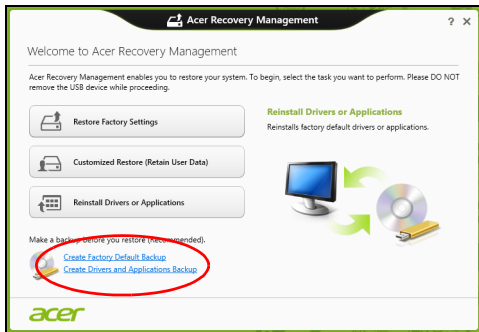 Acer Recovery Management
? ×
Welcome to Acer Recovery Management
Acer Recovery Management enables you to restore your system. To begin, select the task you want to perform. Please DO NOT
remove the USB device while proceeding.
Restore Factory Settings
Customized Restore (Retain User Data)
Reinstall Drivers or Applications
Reinstall Drivers or Applications
Reinstalls factory default drivers or applications.
Make a backup before you restore (Recommended).
Create Factory Default Backup
Create Drivers and Applications Backup
acer